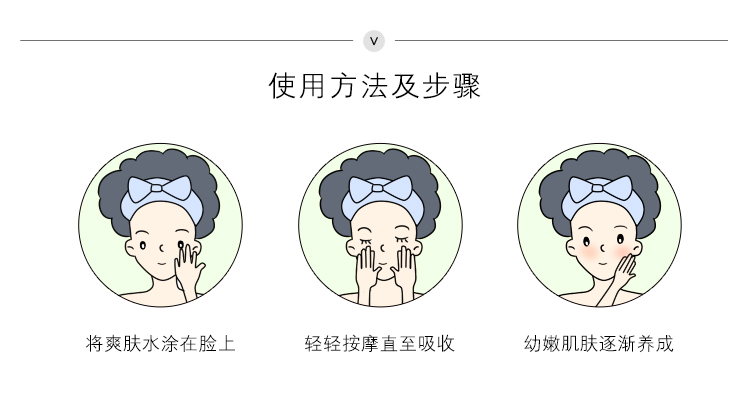 v
使用方法及步骤
将爽肤水涂在脸上
轻轻按摩直至吸收
幼嫩肌肤逐渐养成